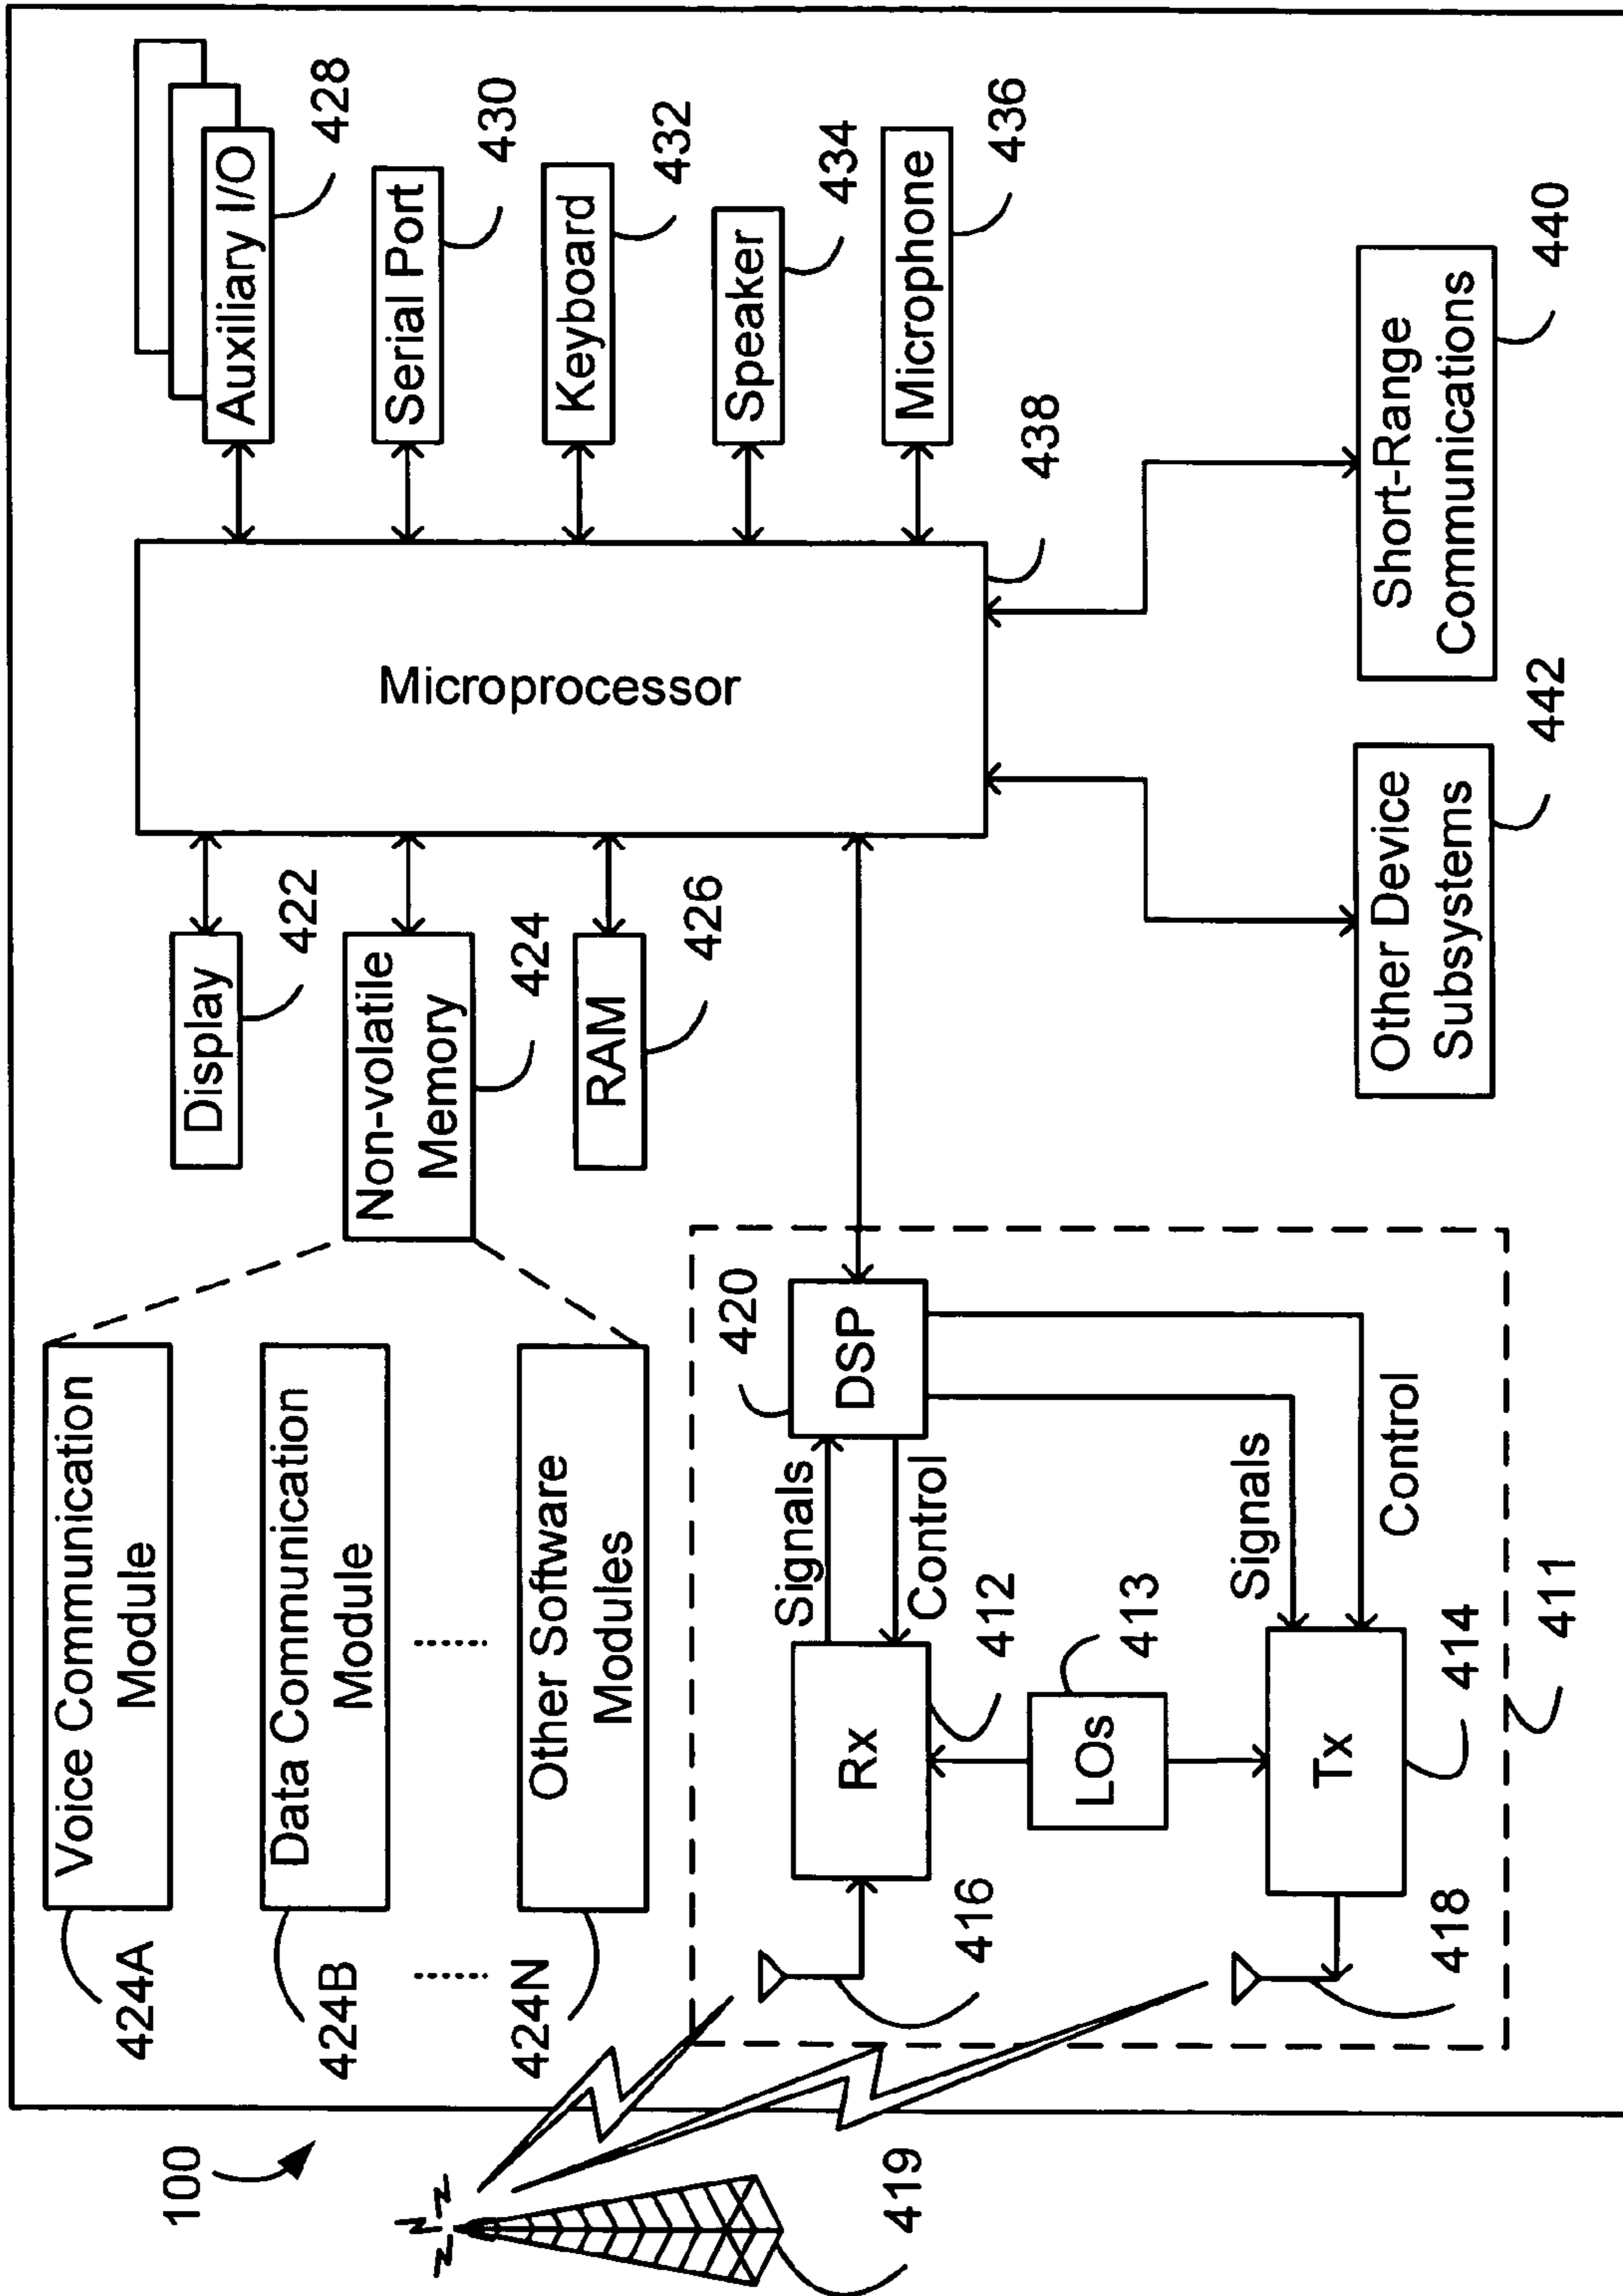 100
419
424A
Voice Communication
Module
424B
Data Communication
Module
424N
Other Software
Modules
Display
422
Non-volatile
Memory
424
RAM
426
Microprocessor
438
Auxiliary I/O
428
Serial Port
430
Keyboard
432
Speaker
434
Microphone
436
420
DSP
Signals
Control
Rx
412
416
LOs
413
Signals
Control
Tx
414
418
411
Other Device
Subsystems
442
Short-Range
Communications
440